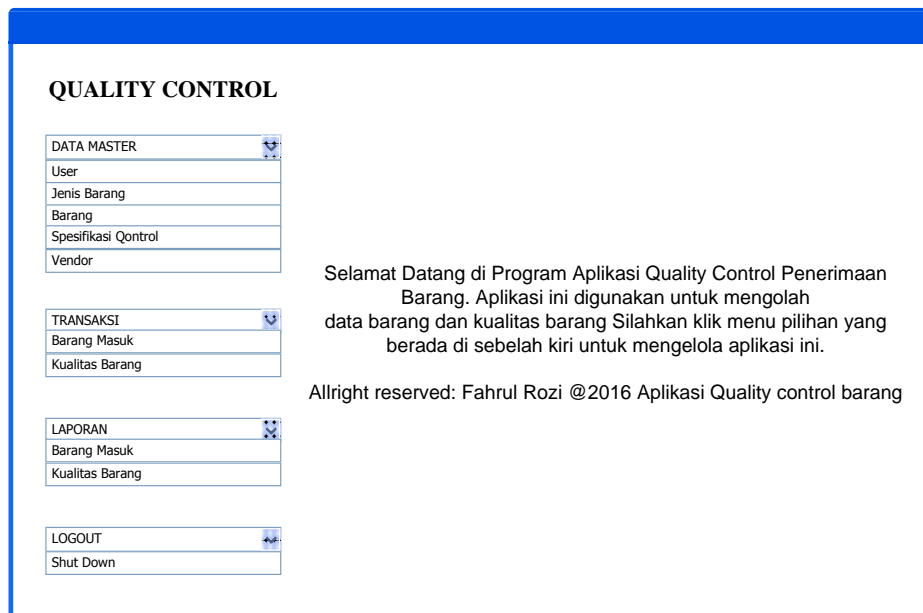 QUALITY CONTROL
DATA MASTER
User
Jenis Barang
Barang
Spesifikasi Qontrol
Vendor
TRANSAKSI
Barang Masuk
Kualitas Barang
LAPORAN
Barang Masuk
Kualitas Barang
LOGOUT
Shut Down
Selamat Datang di Program Aplikasi Quality Control Penerimaan
Barang. Aplikasi ini digunakan untuk mengolah
data barang dan kualitas barang Silahkan klik menu pilihan yang
berada di sebelah kiri untuk mengelola aplikasi ini.
Allright reserved: Fahrul Rozi @2016 Aplikasi Quality control barang